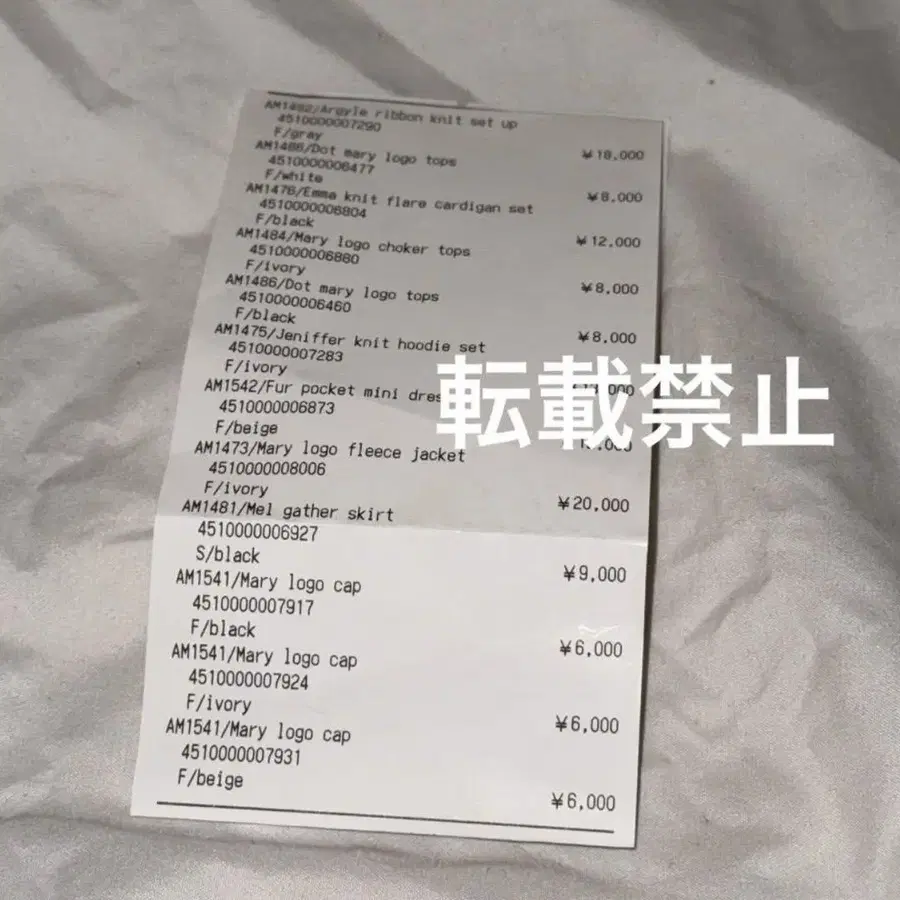 Argyle ribbon knit set up
4510000007290
F/gray ¥18,000
AM1486/Dot mary logo tops
4510000006477
F/white ¥8,000
AM1476/Emma knit flare cardigan set
4510000006804
F/black ¥12,000
AM1484/Mary logo choker tops
4510000006880
F/ivory ¥8,000
AM1486/Dot mary logo tops
4510000006460
F/black ¥8,000
AM1475/Jeniffer knit hoodie set
4510000007283
F/ivory
AM1542/Fur pocket mini
4510000006873
F/beige
転載禁止
AM1473/Mary logo fleece jacket
4510000008006
F/ivory ¥20,000
AM1481/Mel gather skirt
4510000006927
S/black ¥9,000
AM1541/Mary logo cap
4510000007917
F/black ¥6,000
AM1541/Mary logo cap
4510000007924
F/ivory ¥6,000
AM1541/Mary logo cap
4510000007931
F/beige ¥6,000